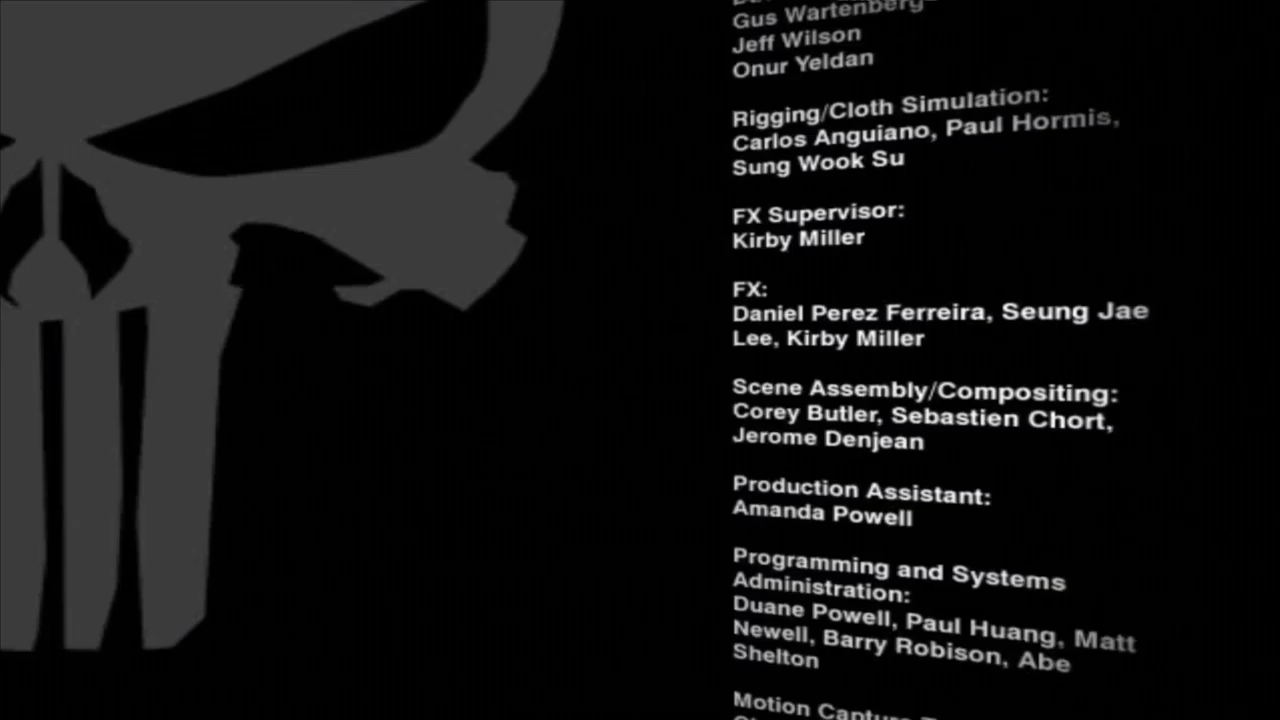 Gus Wartenberg
Jeff Wilson
Onur Yeldan
Rigging/Cloth Simulation:
Carlos Anguiano, Paul Hormis,
Sung Wook Su
FX Supervisor:
Kirby Miller
FX:
Daniel Perez Ferreira, Seung Jae
Lee, Kirby Miller
Scene Assembly/Compositing:
Corey Butler, Sebastien Chort,
Jerome Denjean
Production Assistant:
Amanda Powell
Programming and Systems
Administration:
Duane Powell, Paul Huang, Matt
Newell, Barry Robison, Abe
Shelton
Motion Capture